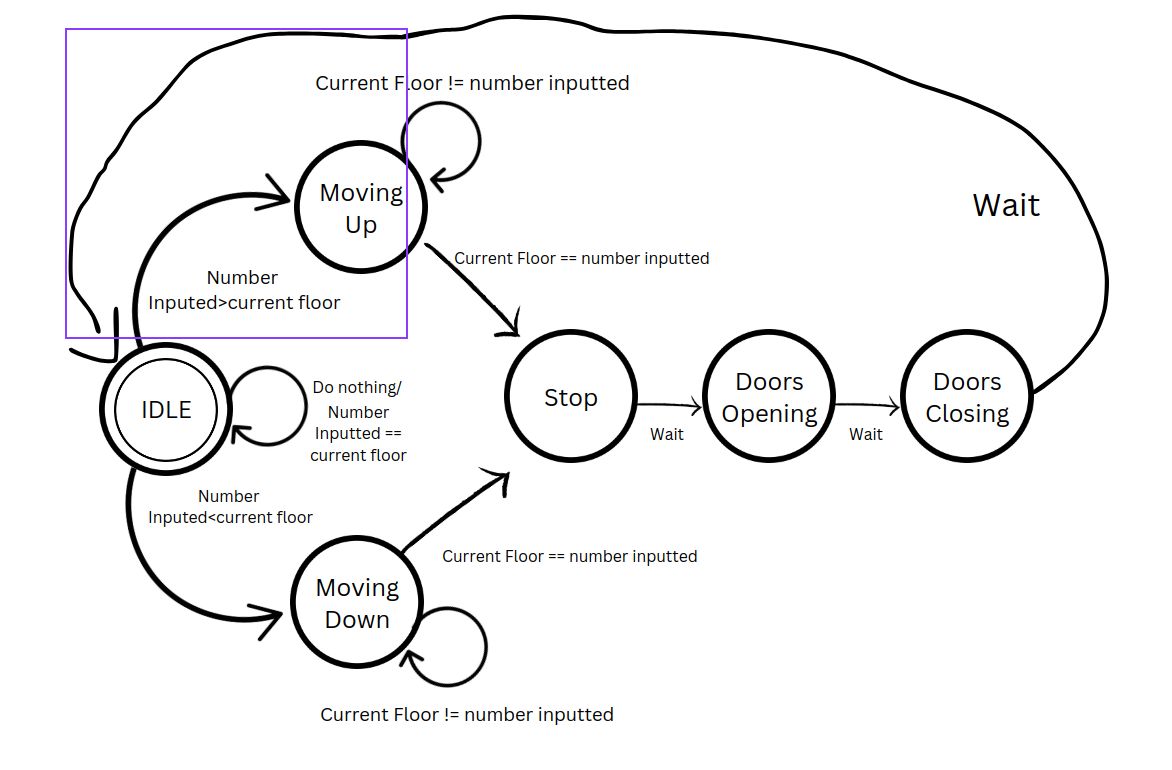 Current Floor != number inputted
Moving
Up
Wait
Current Floor == number inputted
Number
Inputed>current floor
IDLE
Do nothing/
Number
Inputted ==
current floor
Stop
Doors
Opening
Doors
Closing
Wait
Wait
Number
Inputed<current floor
Current Floor == number inputted
Moving
Down
Current Floor != number inputted